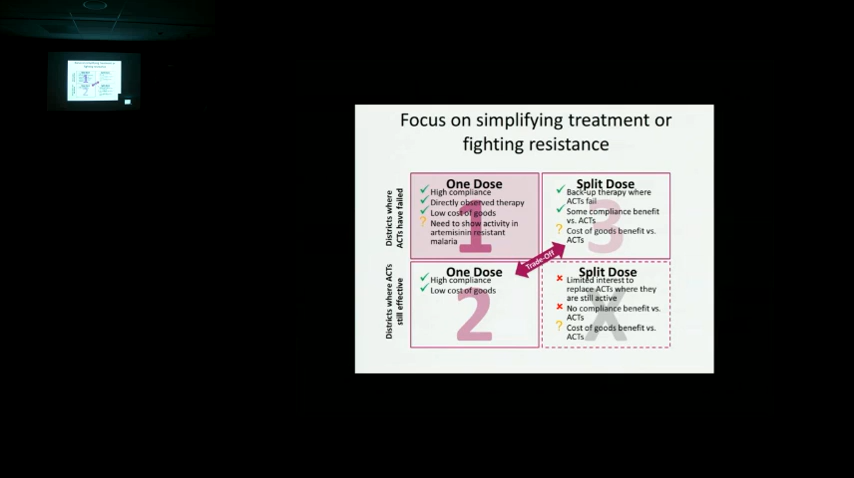 Focus on simplifying treatment or
fighting resistance
Districts where
ACTs have failed
One Dose
✓ High compliance
✓ Directly observed therapy
✓ Low cost of goods
? Need to show activity in
artemisinin resistant
malaria
1
Split Dose
✓ Back-up therapy where
ACTs fail
✓ Some compliance benefit
vs. ACTs
? Cost of goods benefit vs.
ACTs
3
Trade-Off
Districts where ACTs
still effective
One Dose
✓ High compliance
✓ Low cost of goods
2
Split Dose
✗ Limited interest to
replace ACTs where they
are still active
✗ No compliance benefit vs.
ACTs
? Cost of goods benefit vs.
ACTs
X